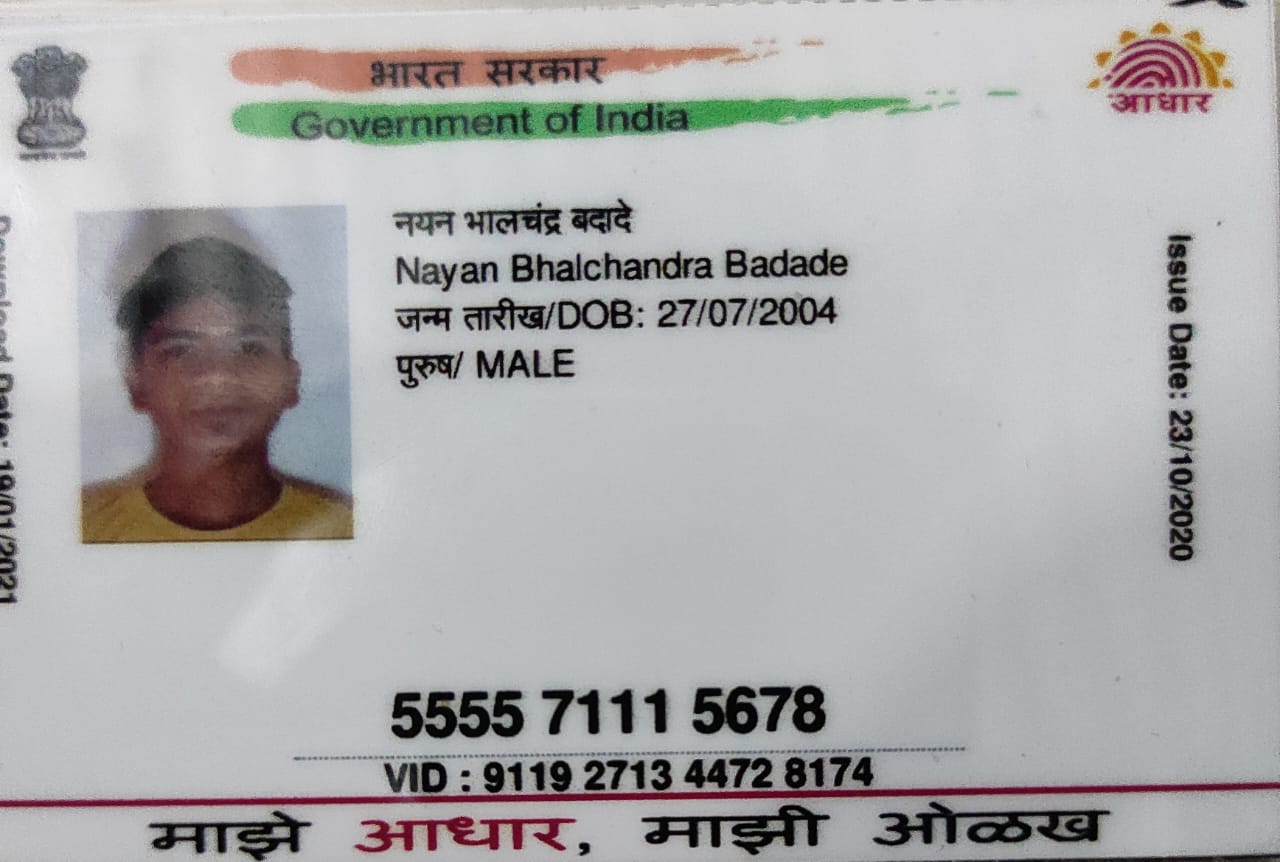 भारत सरकार
Government of India
आधार
नयन भालचंद्र बदादे
Nayan Bhalchandra Badade
जन्म तारीख/DOB: 27/07/2004
पुरुष/ MALE
Issue Date: 23/10/2020
Download Date: 19/01/2021
5555 7111 5678
VID : 9119 2713 4472 8174
माझे आधार, माझी ओळख